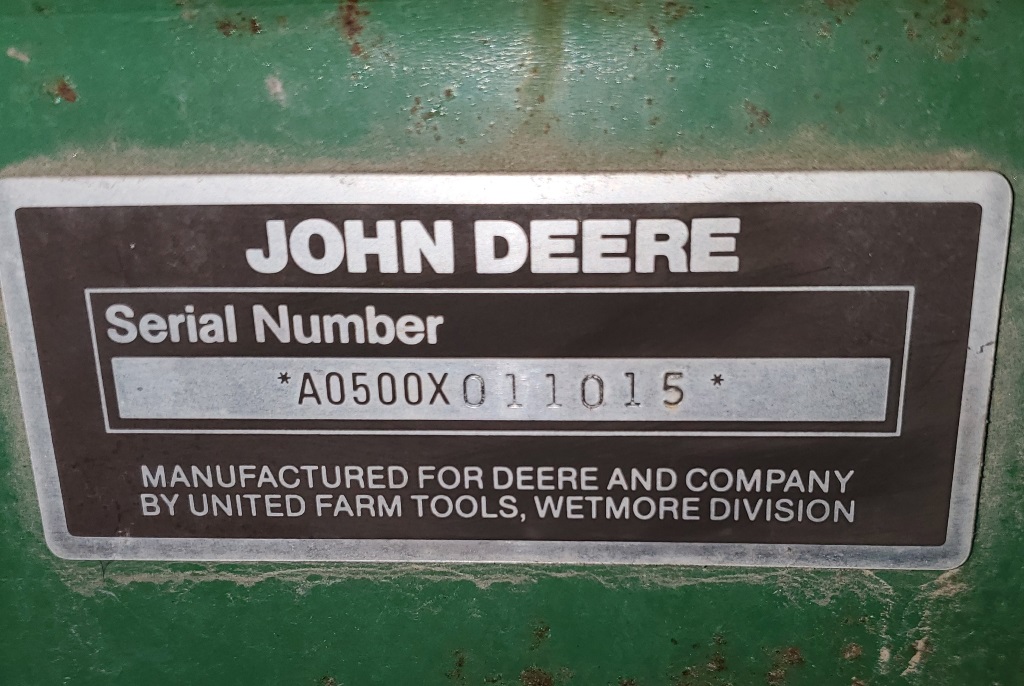 JOHN DEERE
Serial Number
*A0500X011015*
MANUFACTURED FOR DEERE AND COMPANY
BY UNITED FARM TOOLS, WETMORE DIVISION